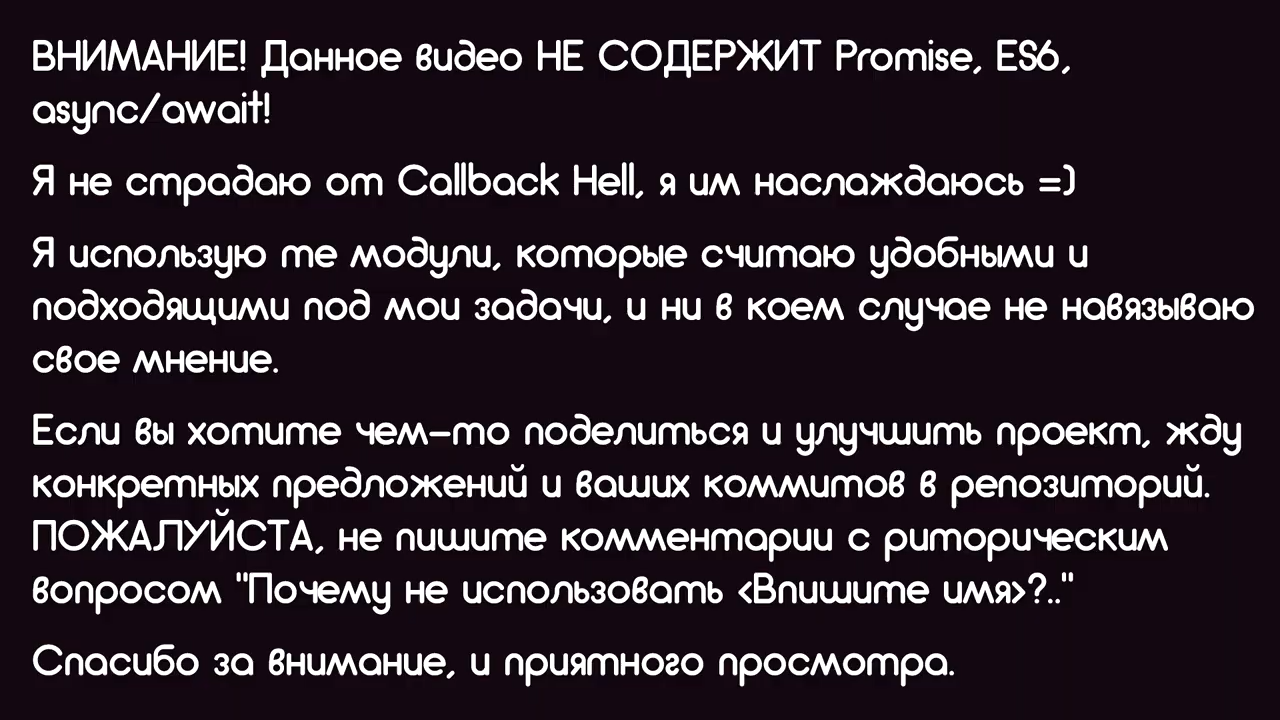 ВНИМАНИЕ! Данное видео НЕ СОДЕРЖИТ Promise, ES6,
async/await!
Я не страдаю от Callback Hell, я им наслаждаюсь =)
Я использую те модули, которые считаю удобными и
подходящими под мои задачи, и ни в коем случае не навязываю
свое мнение.
Если вы хотите чем-то поделиться и улучшить проект, жду
конкретных предложений и ваших коммитов в репозиторий.
ПОЖАЛУЙСТА, не пишите комментарии с риторическим
вопросом "Почему не использовать <Впишите имя>?.."
Спасибо за внимание, и приятного просмотра.